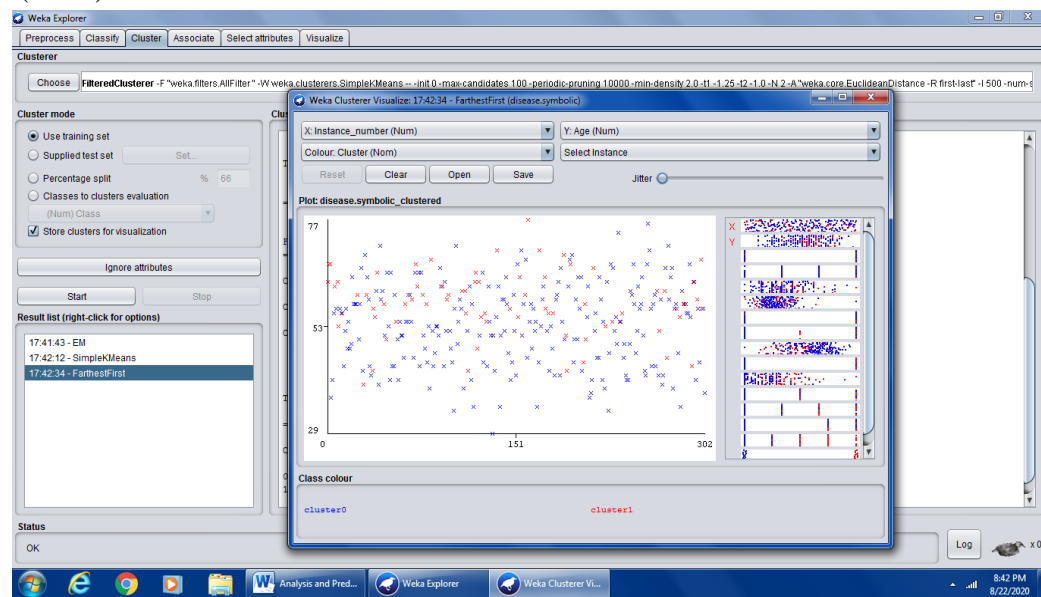 Weka Explorer
Preprocess Classify Cluster Associate Select attributes Visualize
Clusterer
Choose FilteredClusterer -F "weka.filters.AllFilter" -W weka.clusterers.SimpleKMeans -- -init 0 -max-candidates 100 -periodic-pruning 10000 -min-density 2.0 -t1 -1.25 -t2 -1.0 -N 2 -A "weka.core.EuclideanDistance -R first-last" -I 500 -num-s
Cluster mode
Use training set
Supplied test set Set...
Percentage split % 66
Classes to clusters evaluation
(Num) Class
Store clusters for visualization
Ignore attributes
Start Stop
Result list (right-click for options)
17:41:43 - EM
17:42:12 - SimpleKMeans
17:42:34 - FarthestFirst
Weka Clusterer Visualize: 17:42:34 - FarthestFirst (disease.symbolic)
X: Instance_number (Num) Y: Age (Num)
Colour: Cluster (Nom) Select Instance
Reset Clear Open Save Jitter
Plot: disease.symbolic_clustered
77
53
29
0 151 302
X
Y
Class colour
cluster0 cluster1
Status
OK
Log x 0
Analysis and Pred... Weka Explorer Weka Clusterer Vi...
8:42 PM
8/22/2020